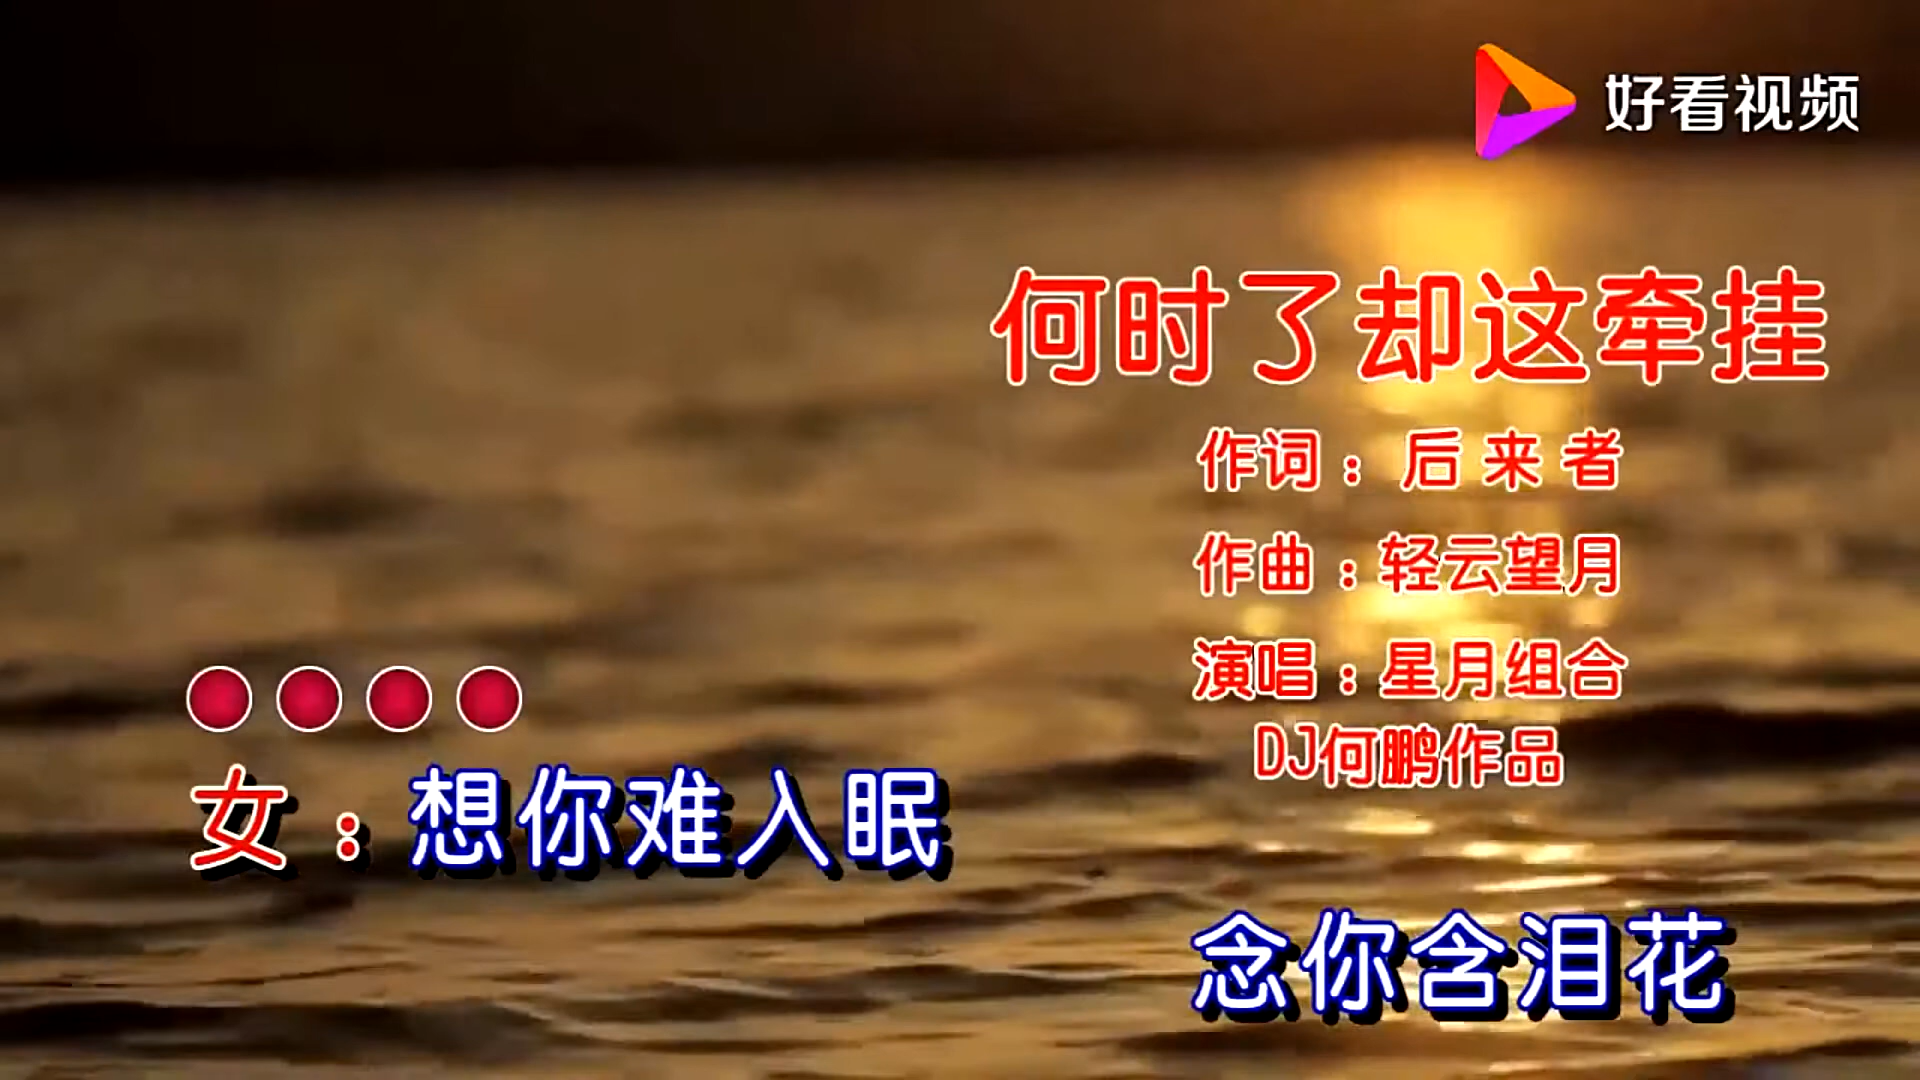 好看视频
何时了却这牵挂
作词：后来者
作曲：轻云望月
演唱：星月组合
DJ何鹏作品
女：想你难入眠
念你含泪花